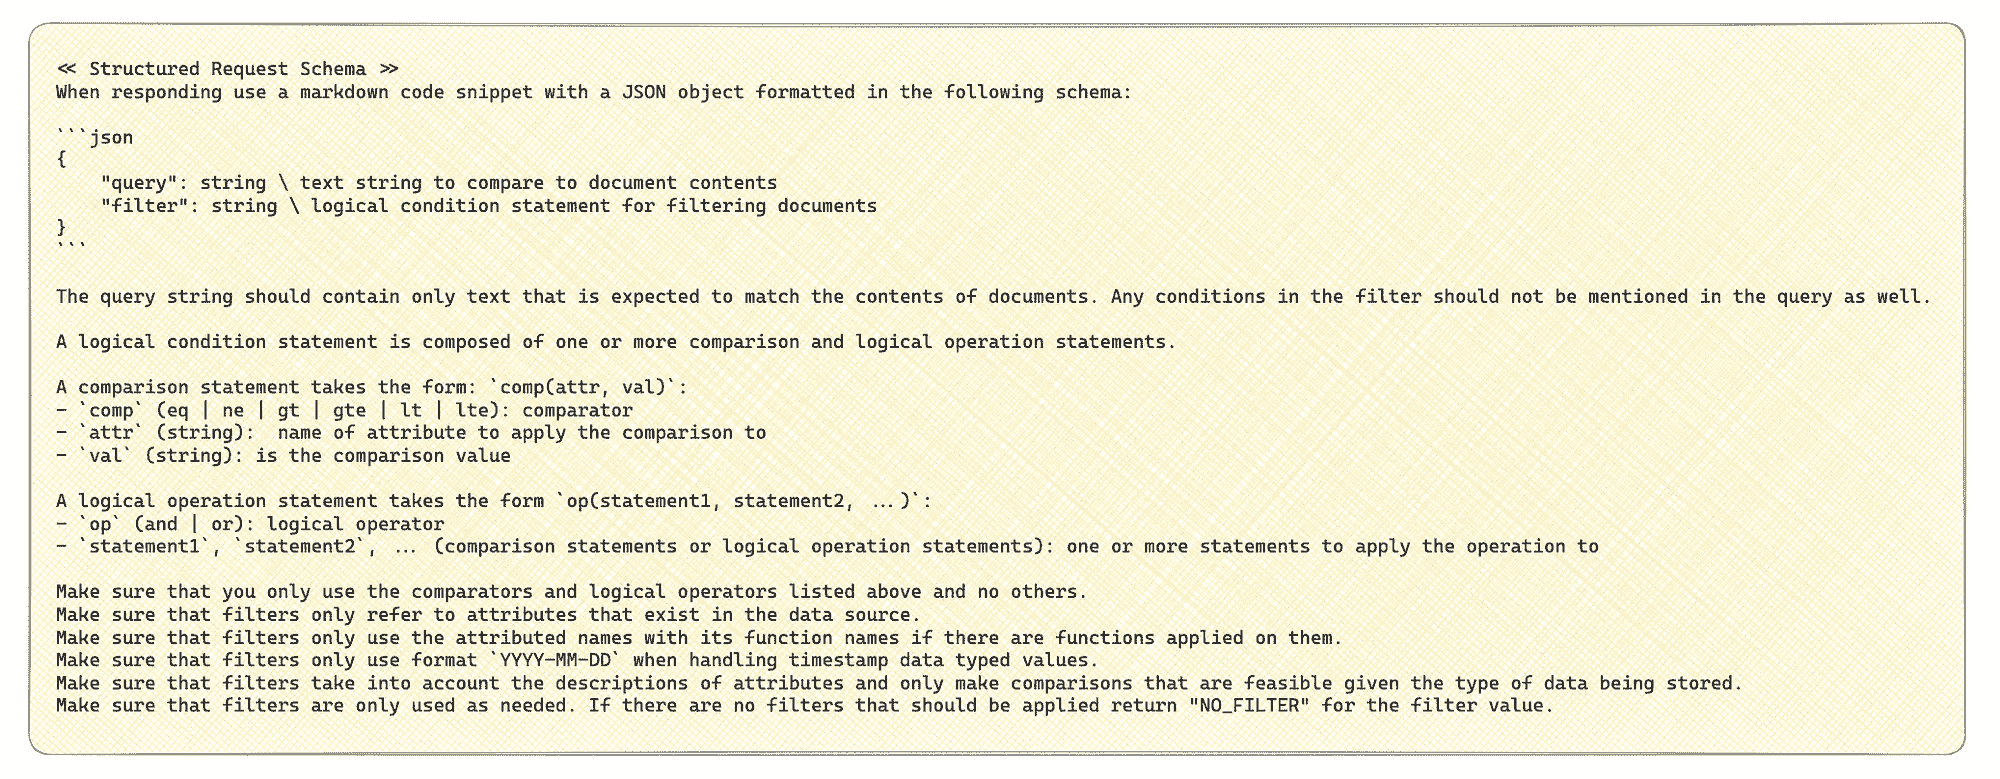 << Structured Request Schema >>
When responding use a markdown code snippet with a JSON object formatted in the following schema:

```json
{
    "query": string \ text string to compare to document contents
    "filter": string \ logical condition statement for filtering documents
}
```

The query string should contain only text that is expected to match the contents of documents. Any conditions in the filter should not be mentioned in the query as well.

A logical condition statement is composed of one or more comparison and logical operation statements.

A comparison statement takes the form: `comp(attr, val)`:
- `comp` (eq | ne | gt | gte | lt | lte): comparator
- `attr` (string):  name of attribute to apply the comparison to
- `val` (string): is the comparison value

A logical operation statement takes the form `op(statement1, statement2, ...)`:
- `op` (and | or): logical operator
- `statement1`, `statement2`, ... (comparison statements or logical operation statements): one or more statements to apply the operation to

Make sure that you only use the comparators and logical operators listed above and no others.
Make sure that filters only refer to attributes that exist in the data source.
Make sure that filters only use the attributed names with its function names if there are functions applied on them.
Make sure that filters only use format `YYYY-MM-DD` when handling timestamp data typed values.
Make sure that filters take into account the descriptions of attributes and only make comparisons that are feasible given the type of data being stored.
Make sure that filters are only used as needed. If there are no filters that should be applied return "NO_FILTER" for the filter value.